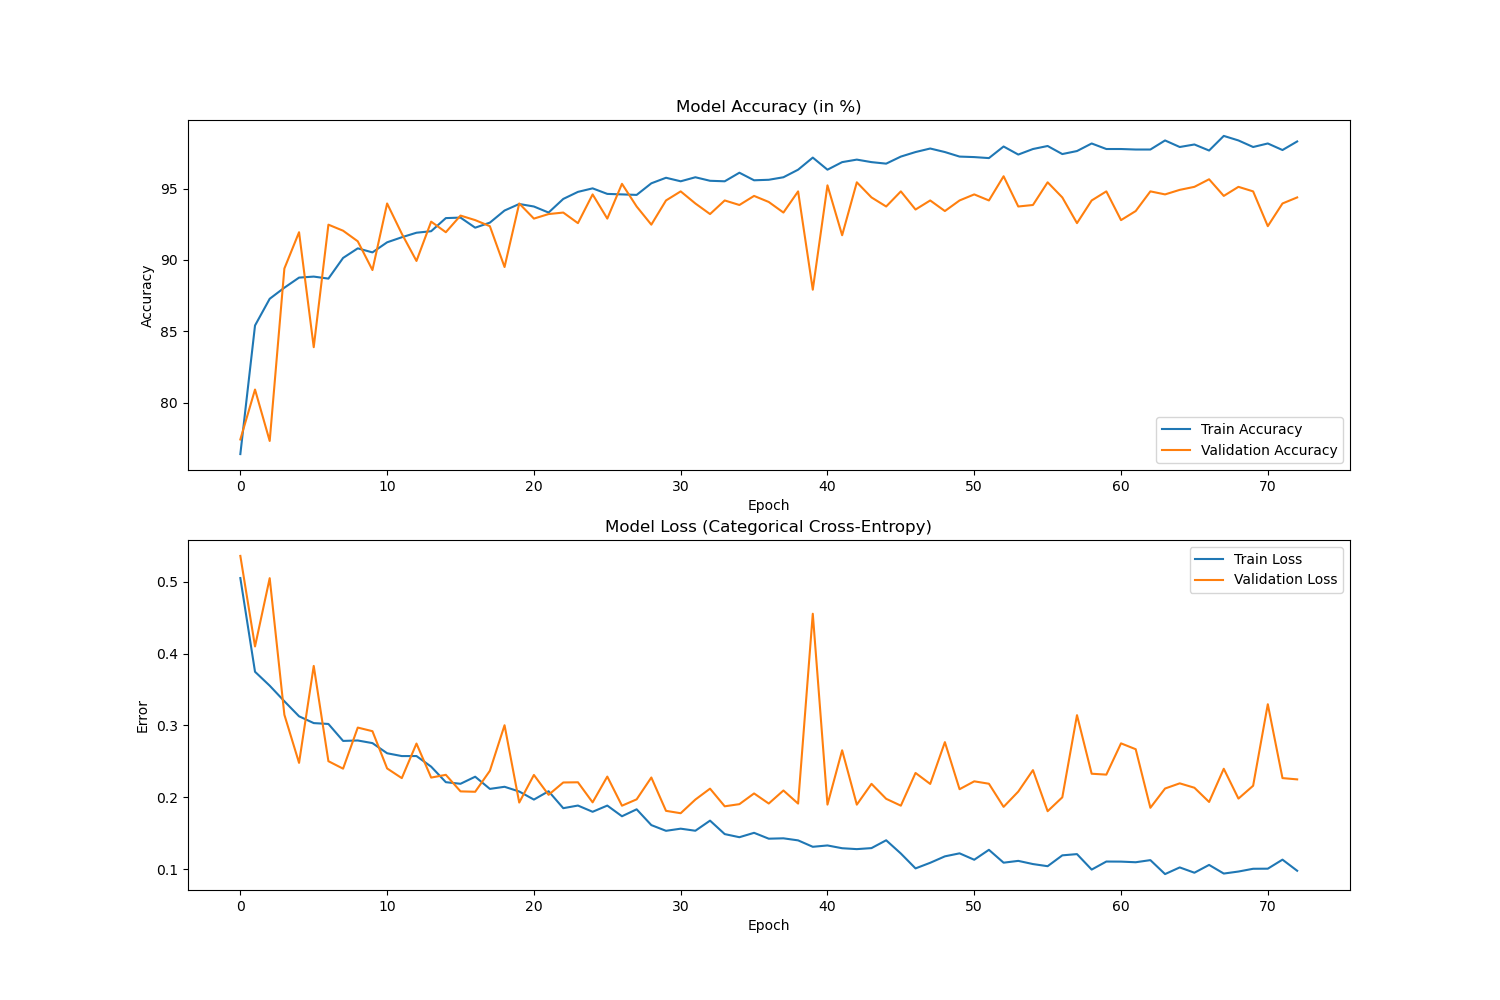 Model Accuracy (in %)
Accuracy
95
90
85
80
Train Accuracy
Validation Accuracy
0 10 20 30 40 50 60 70
Epoch
Model Loss (Categorical Cross-Entropy)
Error
0.5
0.4
0.3
0.2
0.1
Train Loss
Validation Loss
0 10 20 30 40 50 60 70
Epoch